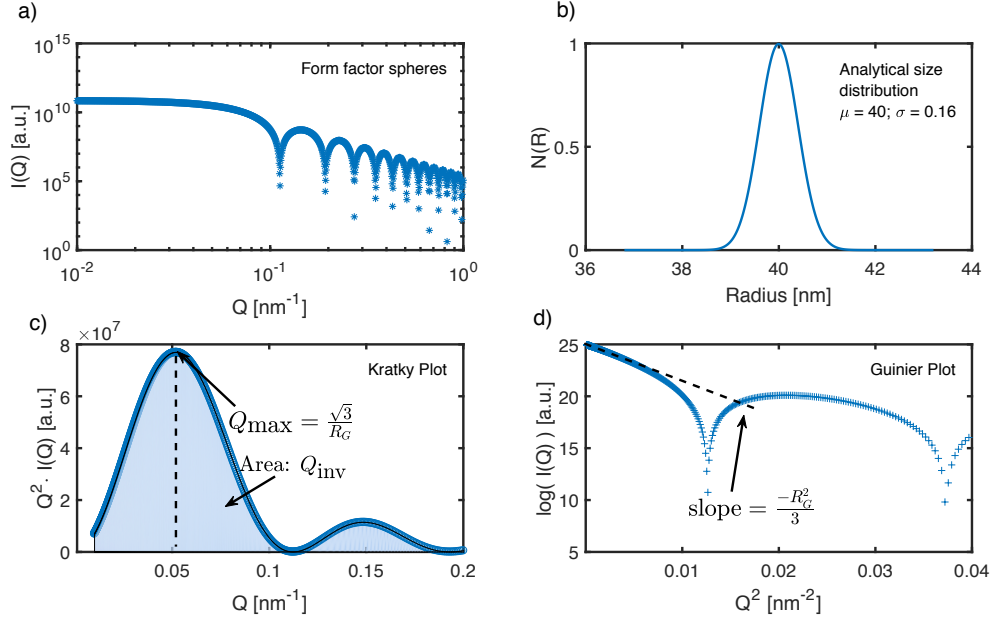 a)
10^15
10^10
10^5
10^0
I(Q) [a.u.]
Form factor spheres
10^-2
10^-1
10^0
Q [nm^-1]
b)
1
0.5
0
N(R)
Analytical size
distribution
μ = 40; σ = 0.16
36
38
40
42
44
Radius [nm]
c)
×10^7
8
6
4
2
0
Q^2 · I(Q) [a.u.]
Kratky Plot
Q_max = √3/R_G
Area: Q_inv
0.05
0.1
0.15
0.2
Q [nm^-1]
d)
25
20
15
10
5
log( I(Q) ) [a.u.]
Guinier Plot
slope = -R_G^2/3
0.01
0.02
0.03
0.04
Q^2 [nm^-2]